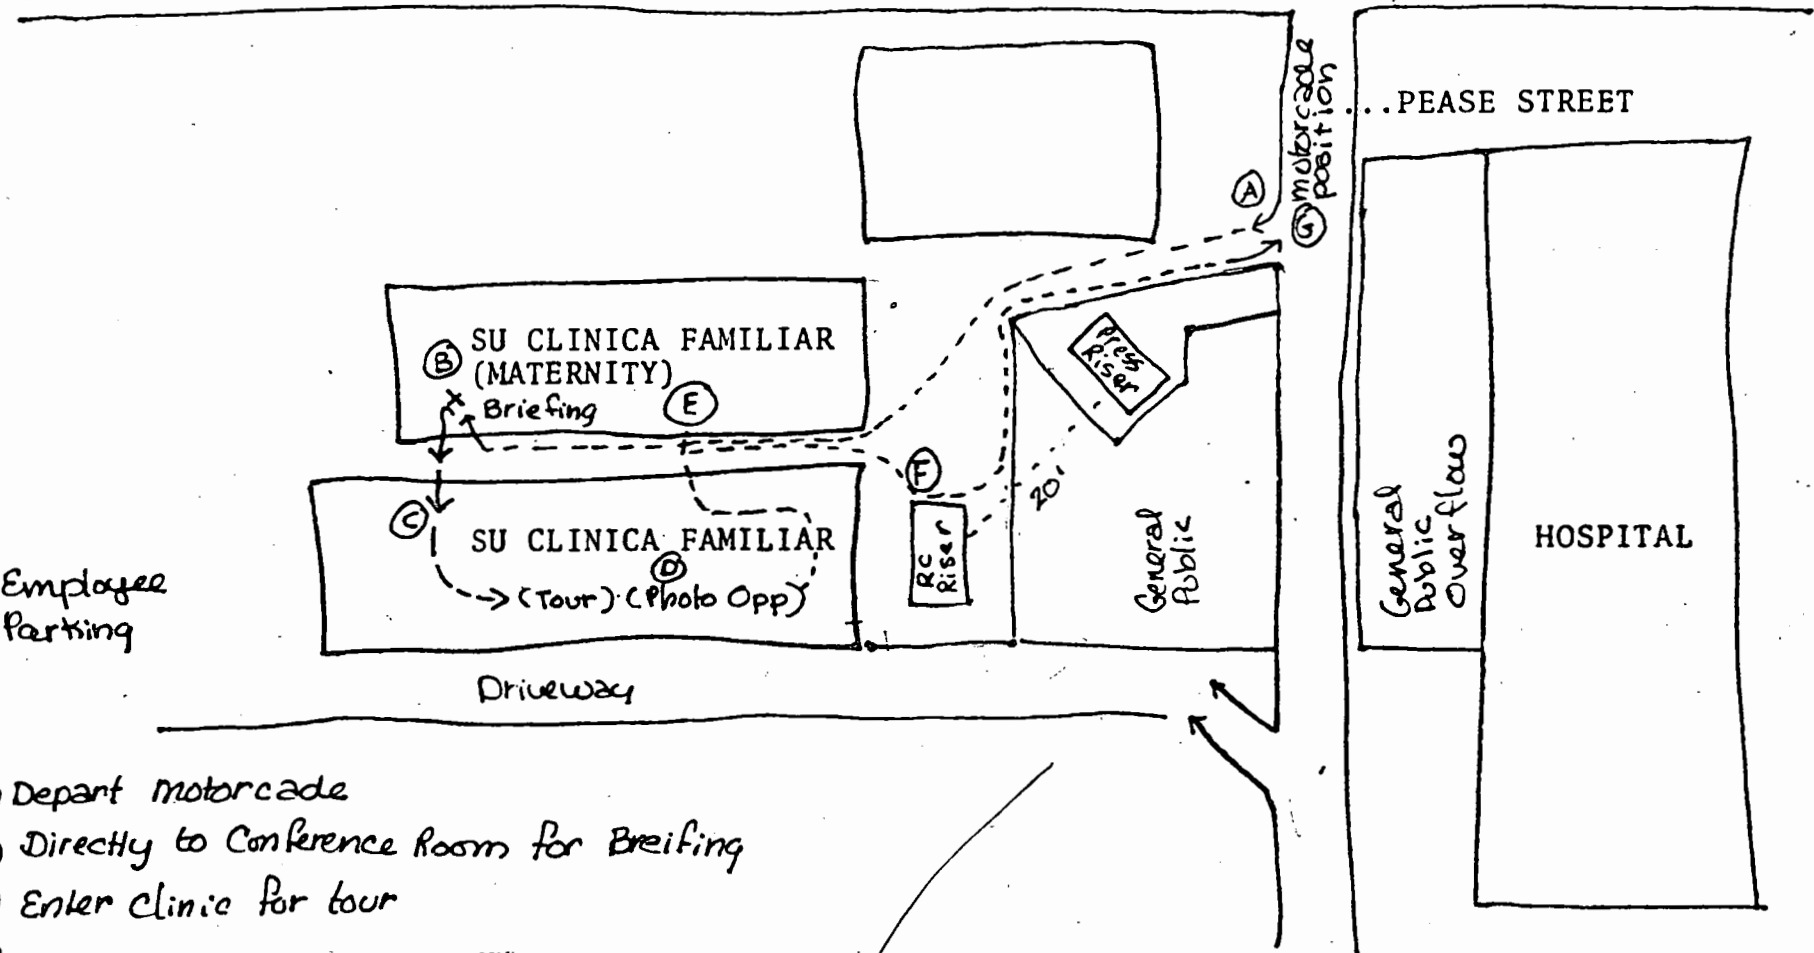 motorcade
position
....PEASE STREET
A
G
SU CLINICA FAMILIAR
B
(MATERNITY)
E
Briefing
Press
Riser
F
20'
C
SU CLINICA FAMILIAR
D
(Tour) (Photo Opp)
RC
Riser
General
Public
General
Public
Overflow
HOSPITAL
Employee
Parking
Driveway
Depart motorcade
Directly to Conference Room for Breifing
Enter Clinic for tour